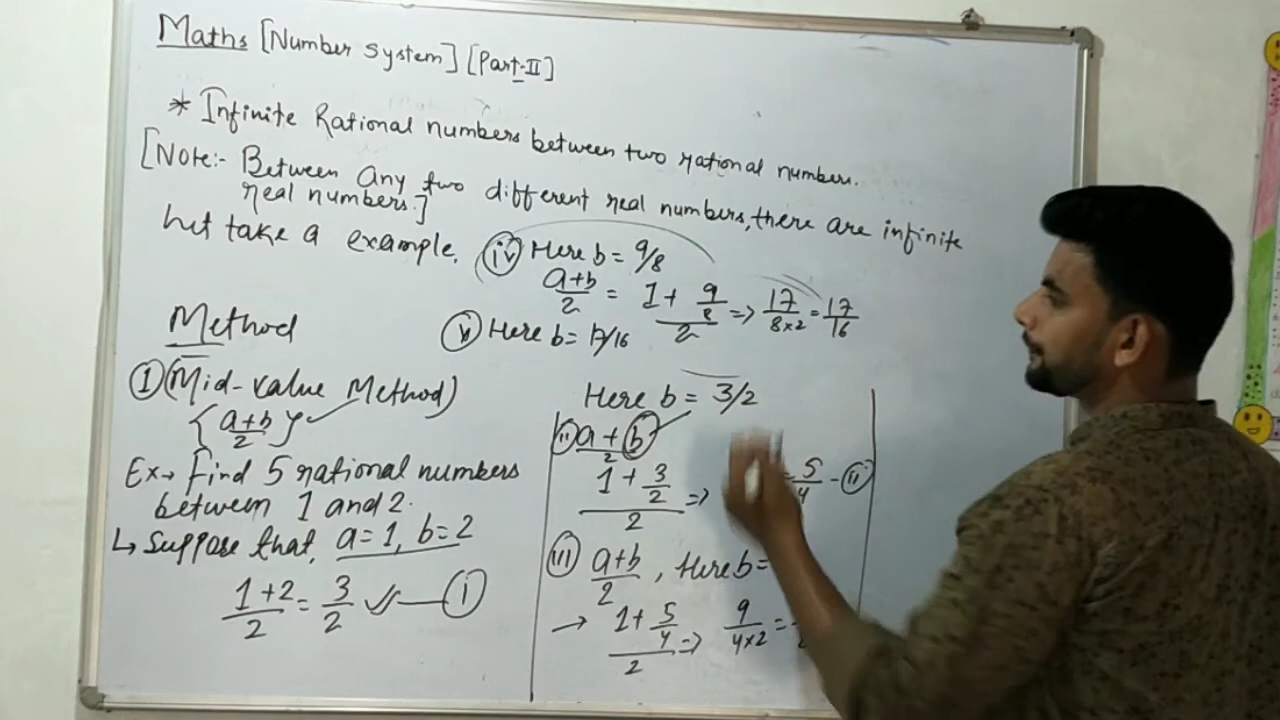 Maths [Number System] [Part-II]
* Infinite Rational numbers between two rational numbers.
[Note:- Between any two different real numbers, there are infinite
real numbers.]
Let take a example.
Method
① (Mid-value Method)
{a+b/2}
Ex→ Find 5 rational numbers
between 1 and 2.
↳ Suppose that, a=1, b=2
1+2/2 = 3/2 — ⓘ
(iv) Here b = 9/8
a+b/2 = 1+9/8/2 => 17/8×2 = 17/16
(v) Here b = 17/16
Here b = 3/2
(ii) a+b/2
1+3/2/2 => = 5/4 - (ii)
(iii) a+b/2, Here b=
→ 1+5/4/2 => 9/4×2 =